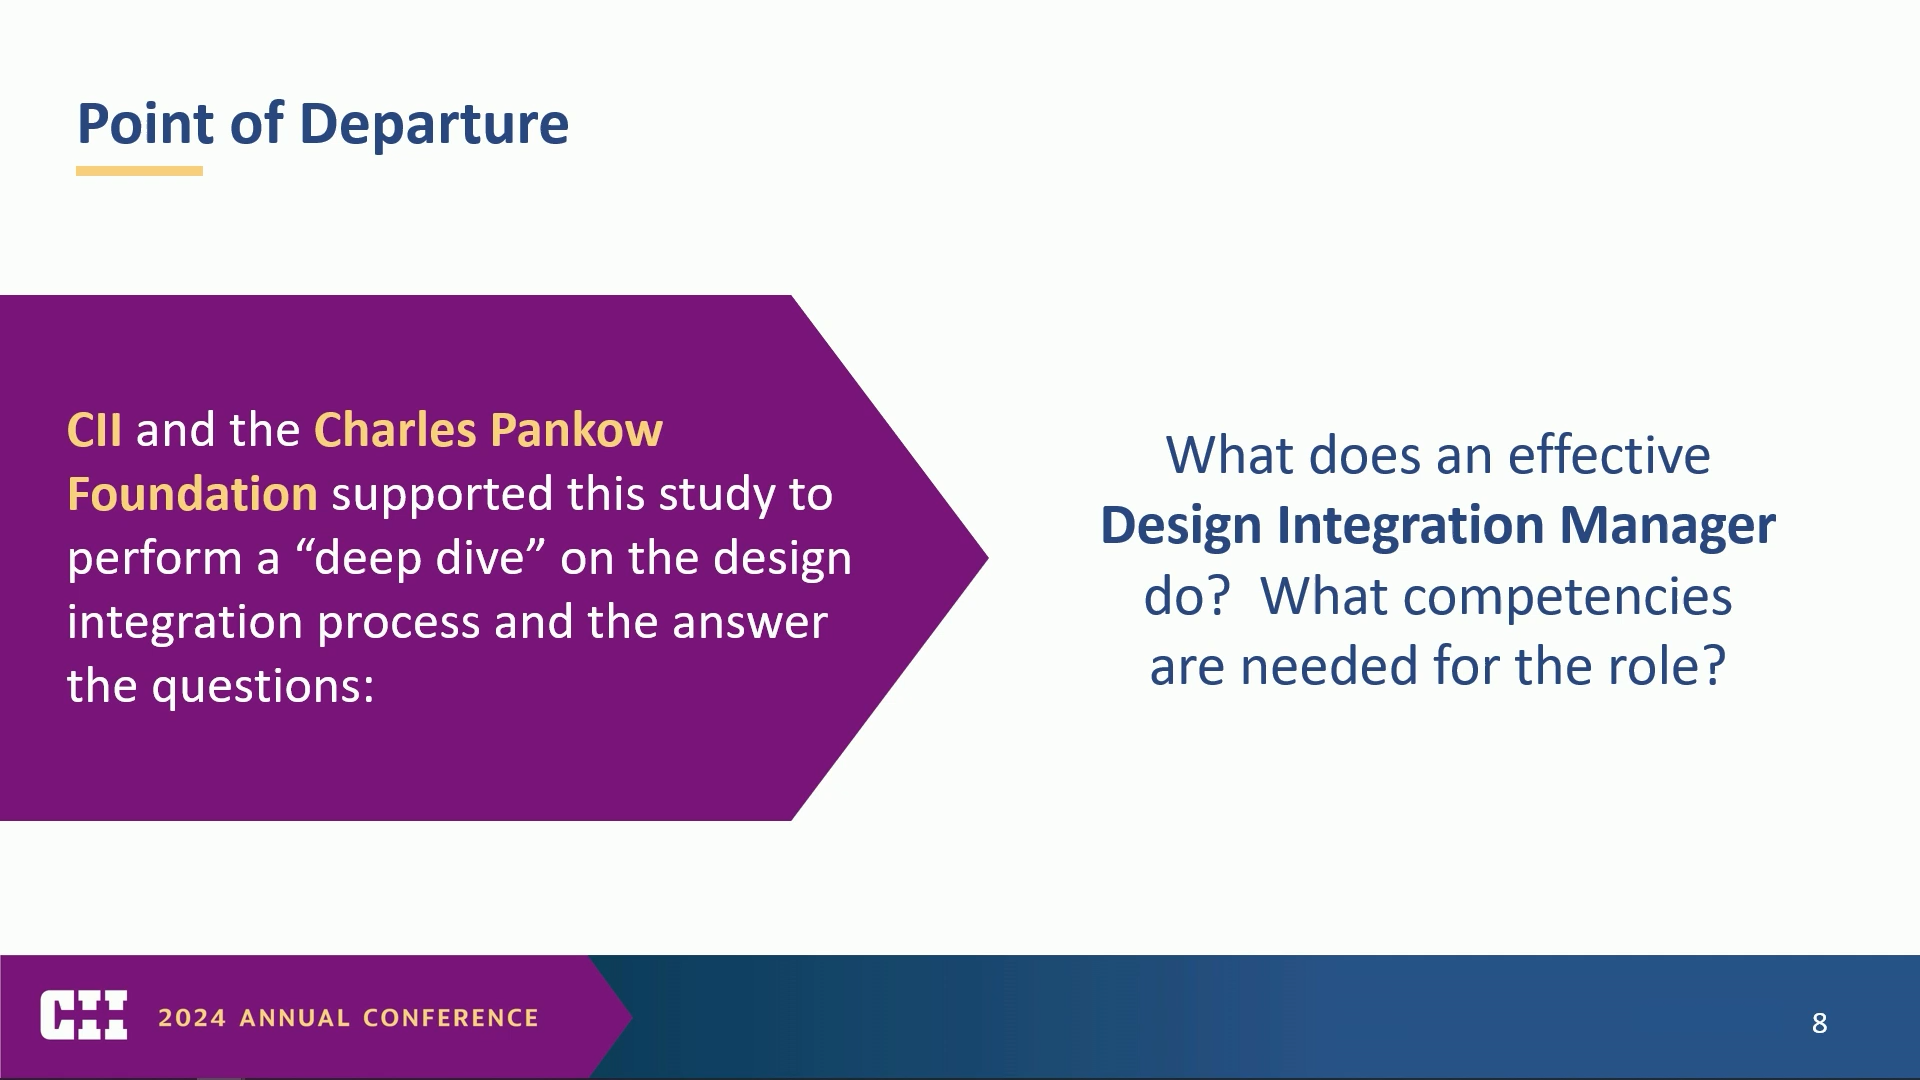 Point of Departure
CII and the Charles Pankow
Foundation supported this study to
perform a “deep dive” on the design
integration process and the answer
the questions:
What does an effective
Design Integration Manager
do?  What competencies
are needed for the role?
CII 2024 ANNUAL CONFERENCE
8